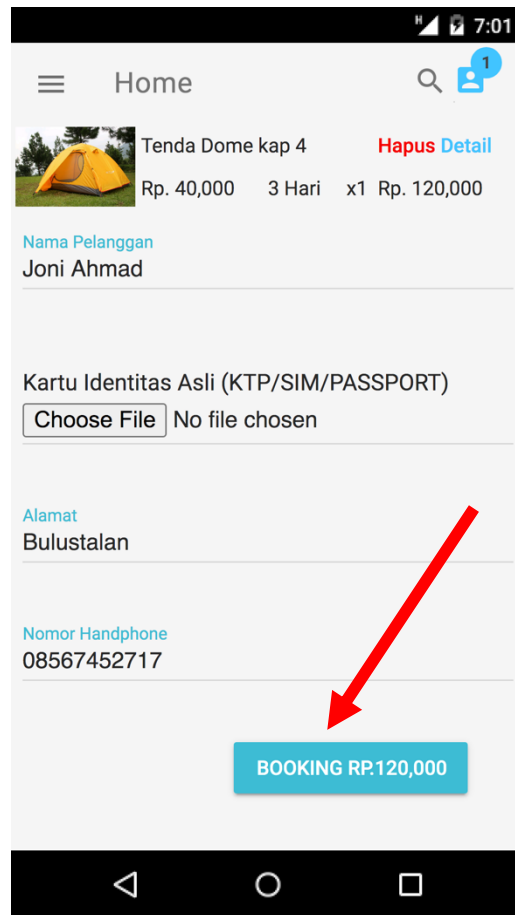 H 7:01
Home 1
Tenda Dome kap 4 Hapus Detail
Rp. 40,000 3 Hari x1 Rp. 120,000
Nama Pelanggan
Joni Ahmad
Kartu Identitas Asli (KTP/SIM/PASSPORT)
Choose File No file chosen
Alamat
Bulustalan
Nomor Handphone
08567452717
BOOKING RP.120,000